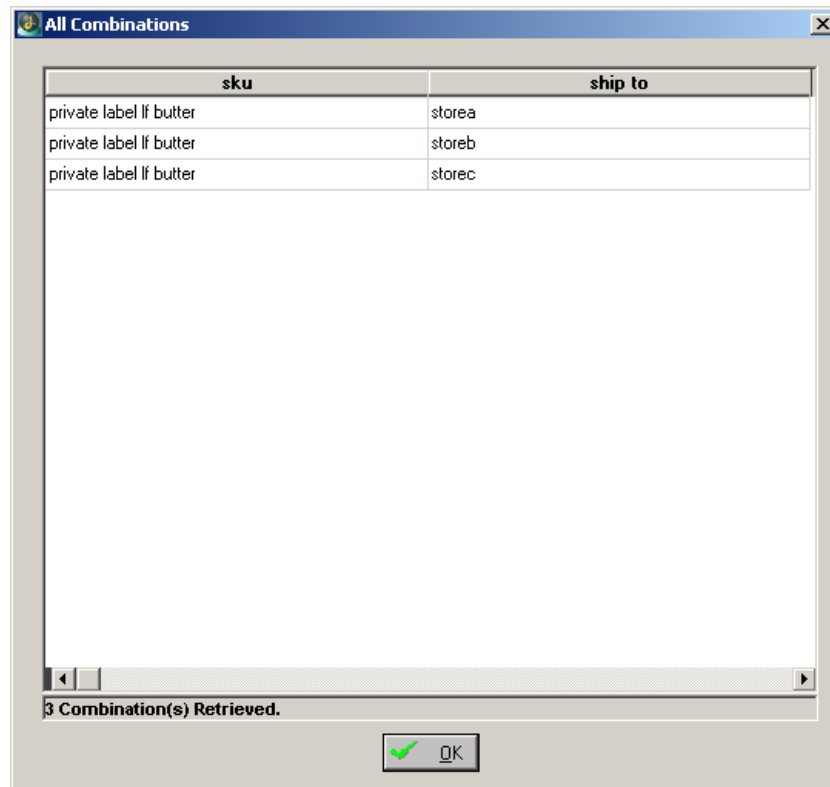 All Combinations
sku ship to
private label lf butter storea
private label lf butter storeb
private label lf butter storec
3 Combination(s) Retrieved.
OK